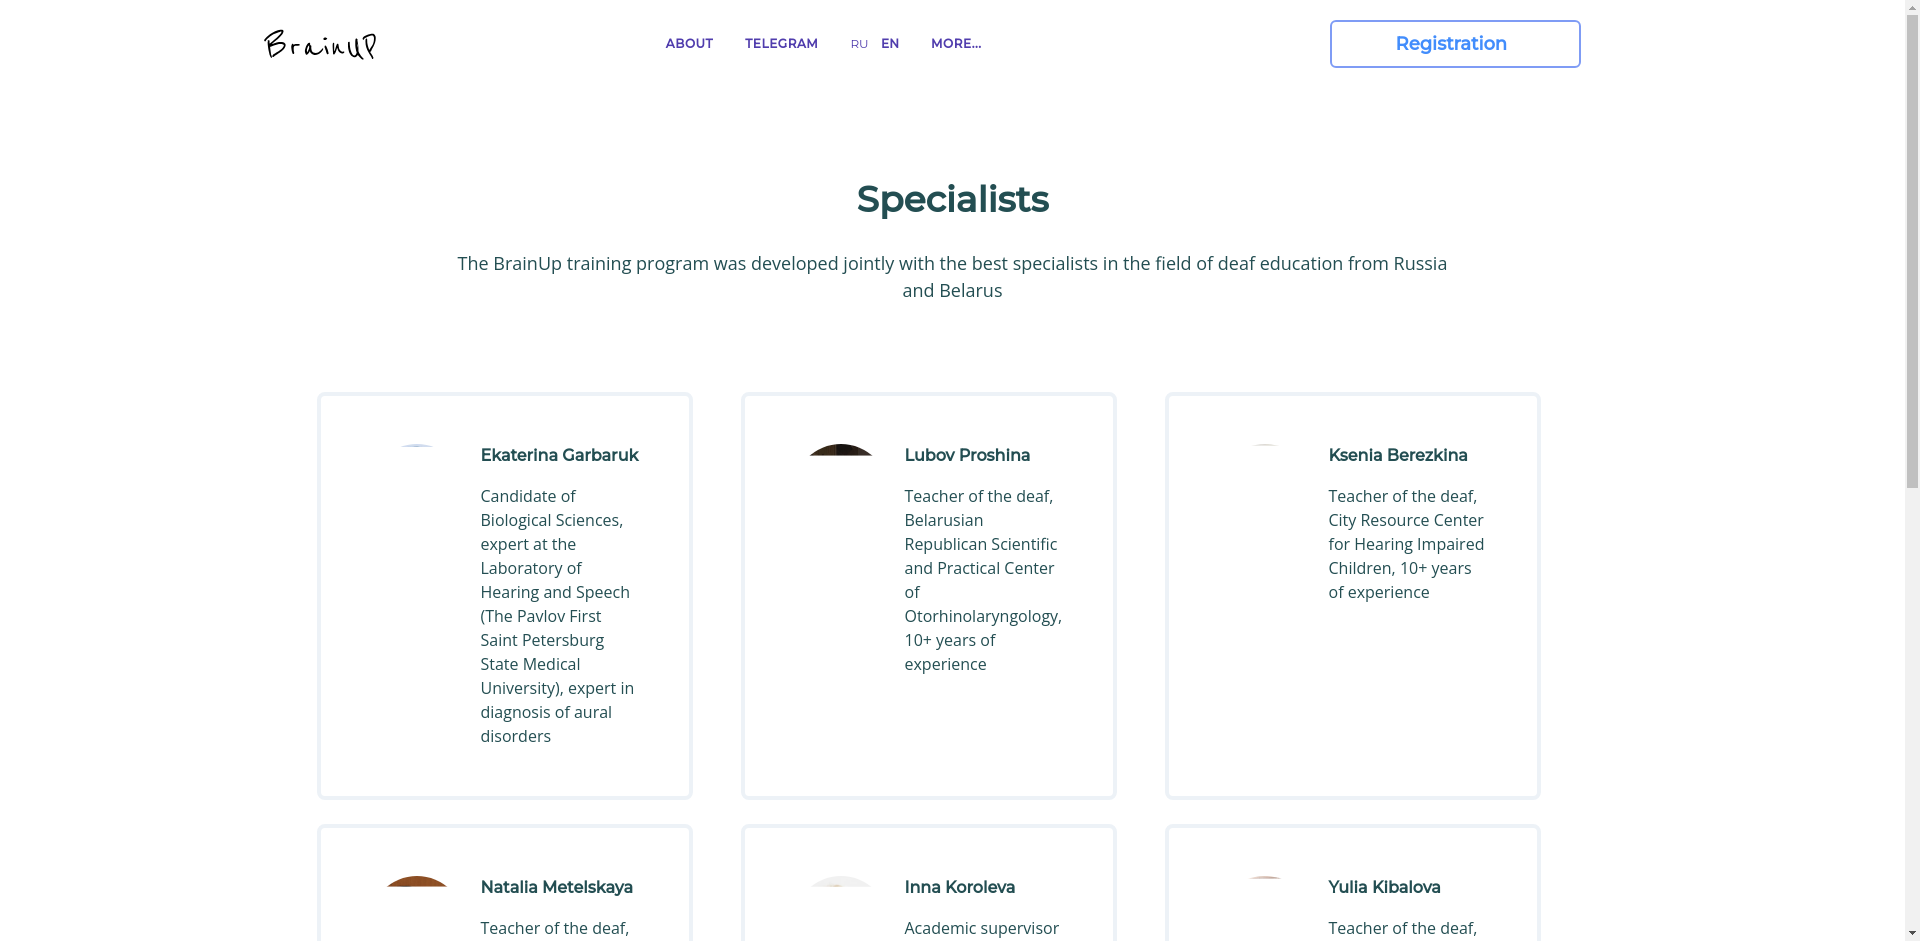 BrainUP
ABOUT
TELEGRAM
RU
EN
MORE...
Registration
Specialists
The BrainUp training program was developed jointly with the best specialists in the field of deaf education from Russia
and Belarus
Ekaterina Garbaruk
Candidate of
Biological Sciences,
expert at the
Laboratory of
Hearing and Speech
(The Pavlov First
Saint Petersburg
State Medical
University), expert in
diagnosis of aural
disorders
Lubov Proshina
Teacher of the deaf,
Belarusian
Republican Scientific
and Practical Center
of
Otorhinolaryngology,
10+ years of
experience
Ksenia Berezkina
Teacher of the deaf,
City Resource Center
for Hearing Impaired
Children, 10+ years
of experience
Natalia Metelskaya
Teacher of the deaf,
Inna Koroleva
Academic supervisor
Yulia Kibalova
Teacher of the deaf,